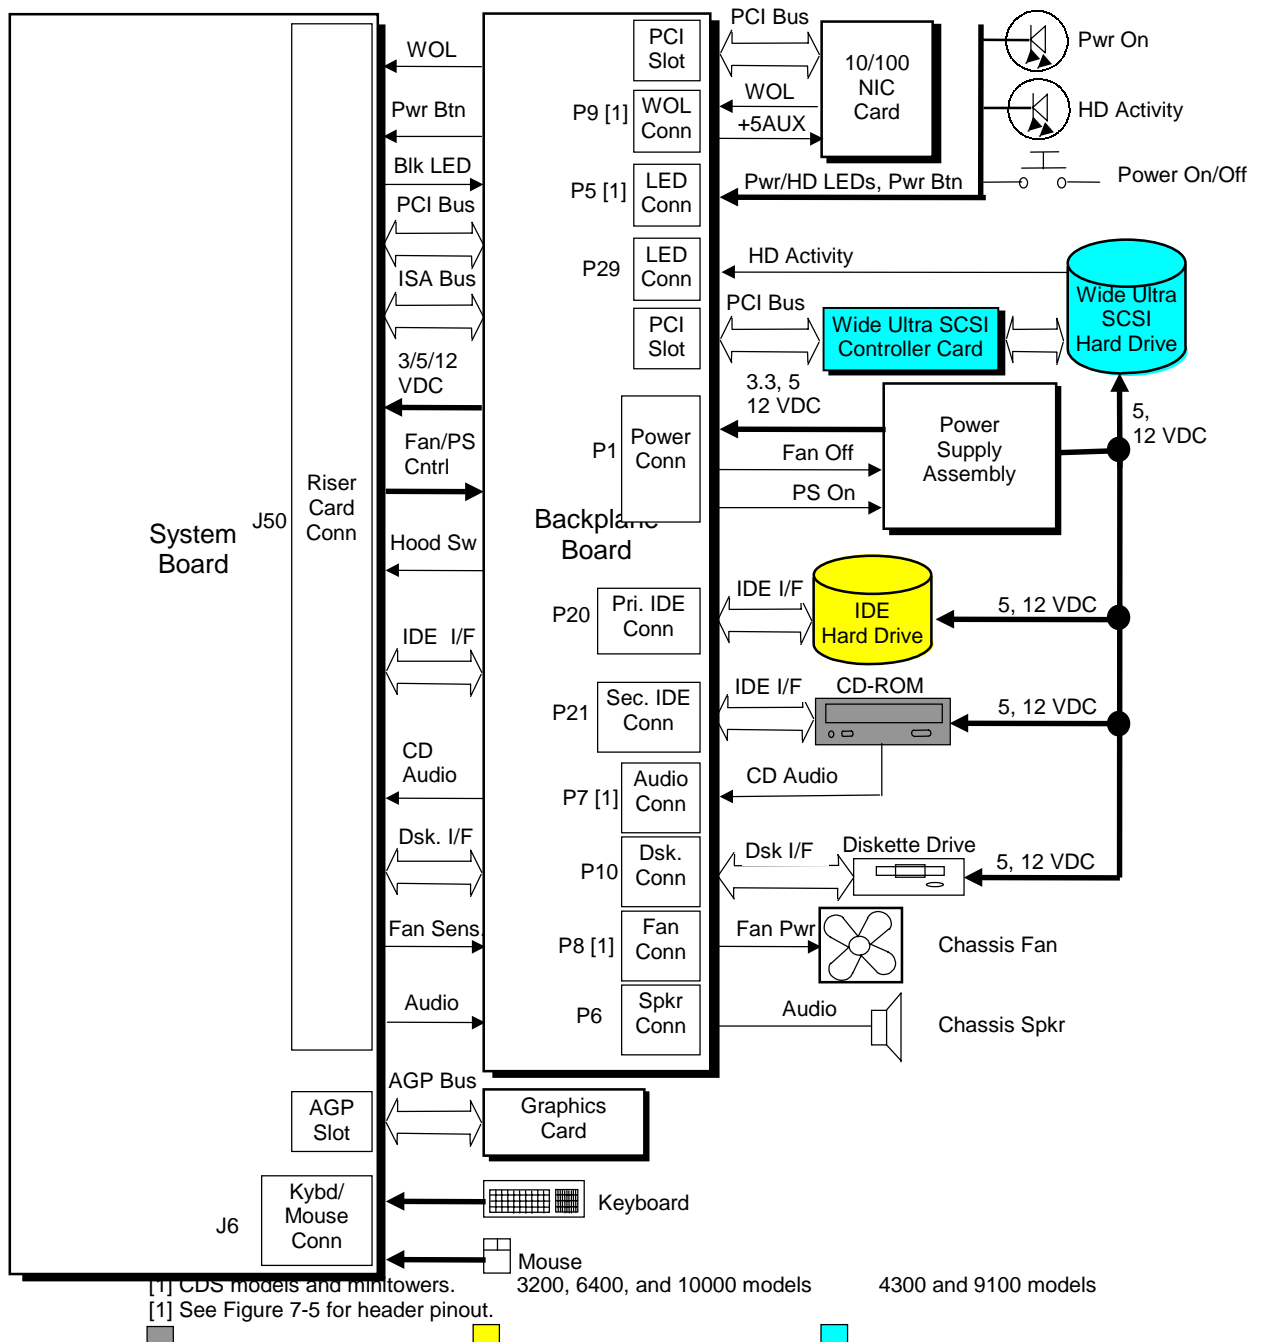 WOL
Pwr Btn
Blk LED
PCI Bus
ISA Bus
3/5/12
VDC
Fan/PS
Cntrl
Hood Sw
IDE I/F
CD
Audio
Dsk. I/F
Fan Sens.
Audio
AGP Bus
System
Board
J50
Riser
Card
Conn
AGP
Slot
J6
Kybd/
Mouse
Conn
Backplane
Board
PCI
Slot
P9 [1]
WOL
Conn
P5 [1]
LED
Conn
P29
LED
Conn
PCI
Slot
P1
Power
Conn
P20
Pri. IDE
Conn
P21
Sec. IDE
Conn
P7 [1]
Audio
Conn
P10
Dsk.
Conn
P8 [1]
Fan
Conn
P6
Spkr
Conn
Graphics
Card
Keyboard
Mouse
PCI Bus
WOL
+5AUX
10/100
NIC
Card
Pwr On
HD Activity
Power On/Off
Pwr/HD LEDs, Pwr Btn
HD Activity
PCI Bus
Wide Ultra SCSI
Controller Card
Wide Ultra
SCSI
Hard Drive
3.3, 5
12 VDC
Fan Off
PS On
Power
Supply
Assembly
5,
12 VDC
IDE I/F
IDE
Hard Drive
5, 12 VDC
IDE I/F
CD-ROM
5, 12 VDC
CD Audio
Dsk I/F
Diskette Drive
5, 12 VDC
Fan Pwr
Chassis Fan
Audio
Chassis Spkr
[1] CDS models and minitowers.
3200, 6400, and 10000 models
4300 and 9100 models
[1] See Figure 7-5 for header pinout.